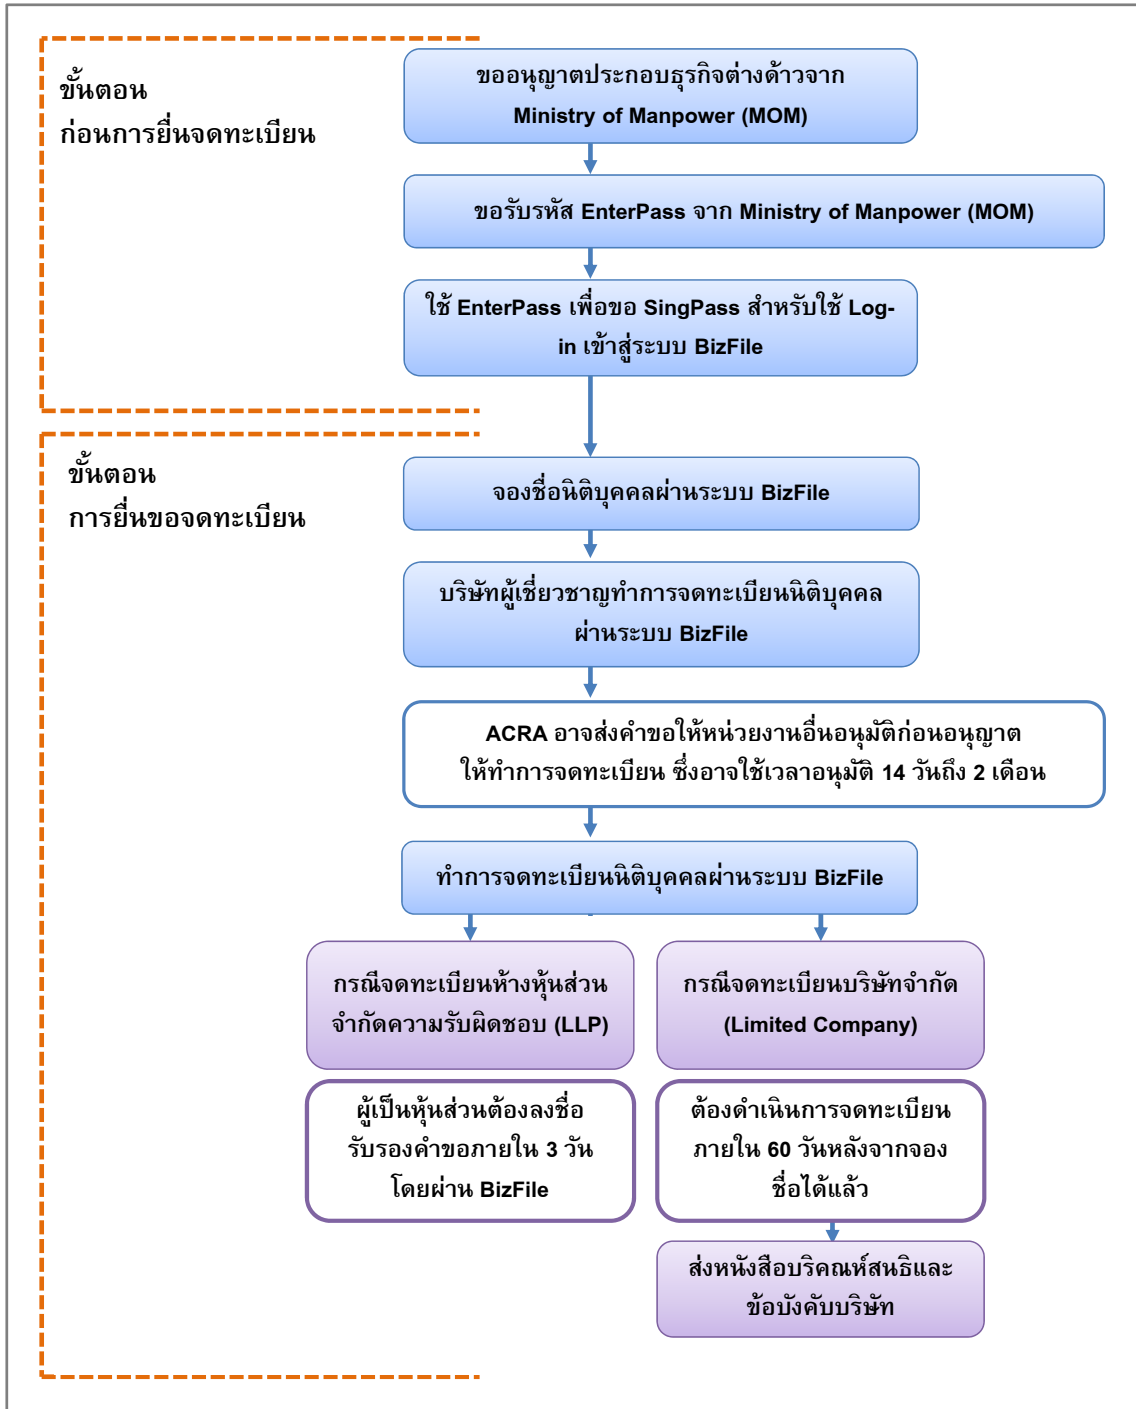 ขั้นตอน
ก่อนการยื่นจดทะเบียน
ขออนุญาตประกอบธุรกิจต่างด้าวจาก
Ministry of Manpower (MOM)
ขอรับรหัส EnterPass จาก Ministry of Manpower (MOM)
ใช้ EnterPass เพื่อขอ SingPass สำหรับใช้ Log-
in เข้าสู่ระบบ BizFile
ขั้นตอน
การยื่นขอจดทะเบียน
จองชื่อนิติบุคคลผ่านระบบ BizFile
บริษัทผู้เชี่ยวชาญทำการจดทะเบียนนิติบุคคล
ผ่านระบบ BizFile
ACRA อาจส่งคำขอให้หน่วยงานอื่นอนุมัติก่อนอนุญาต
ให้ทำการจดทะเบียน ซึ่งอาจใช้เวลาอนุมัติ 14 วันถึง 2 เดือน
ทำการจดทะเบียนนิติบุคคลผ่านระบบ BizFile
กรณีจดทะเบียนห้างหุ้นส่วน
จำกัดความรับผิดชอบ (LLP)
ผู้เป็นหุ้นส่วนต้องลงชื่อ
รับรองคำขอภายใน 3 วัน
โดยผ่าน BizFile
กรณีจดทะเบียนบริษัทจำกัด
(Limited Company)
ต้องดำเนินการจดทะเบียน
ภายใน 60 วันหลังจากจอง
ชื่อได้แล้ว
ส่งหนังสือบริคณห์สนธิและ
ข้อบังคับบริษัท